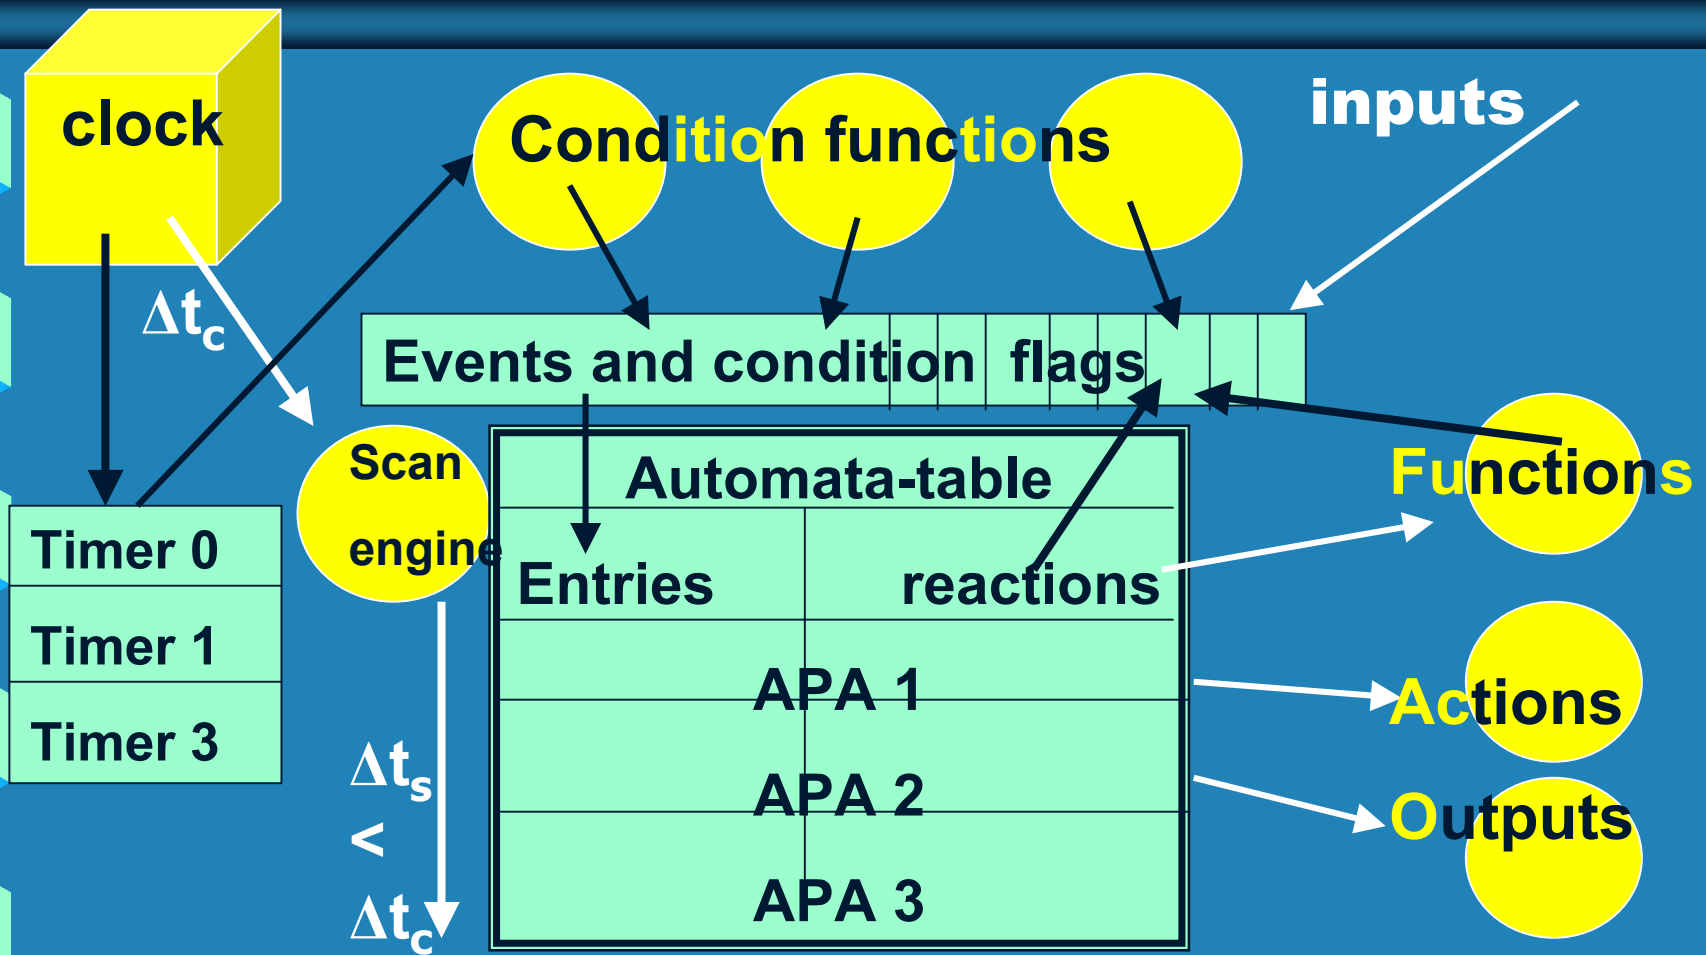 clock
Condition functions
inputs
Δtc
Events and condition flags
Scan
engine
Automata-table
Functions
Timer 0
Entries
reactions
Timer 1
APA 1
Actions
Timer 3
Δts
<
Δtc
APA 2
Outputs
APA 3